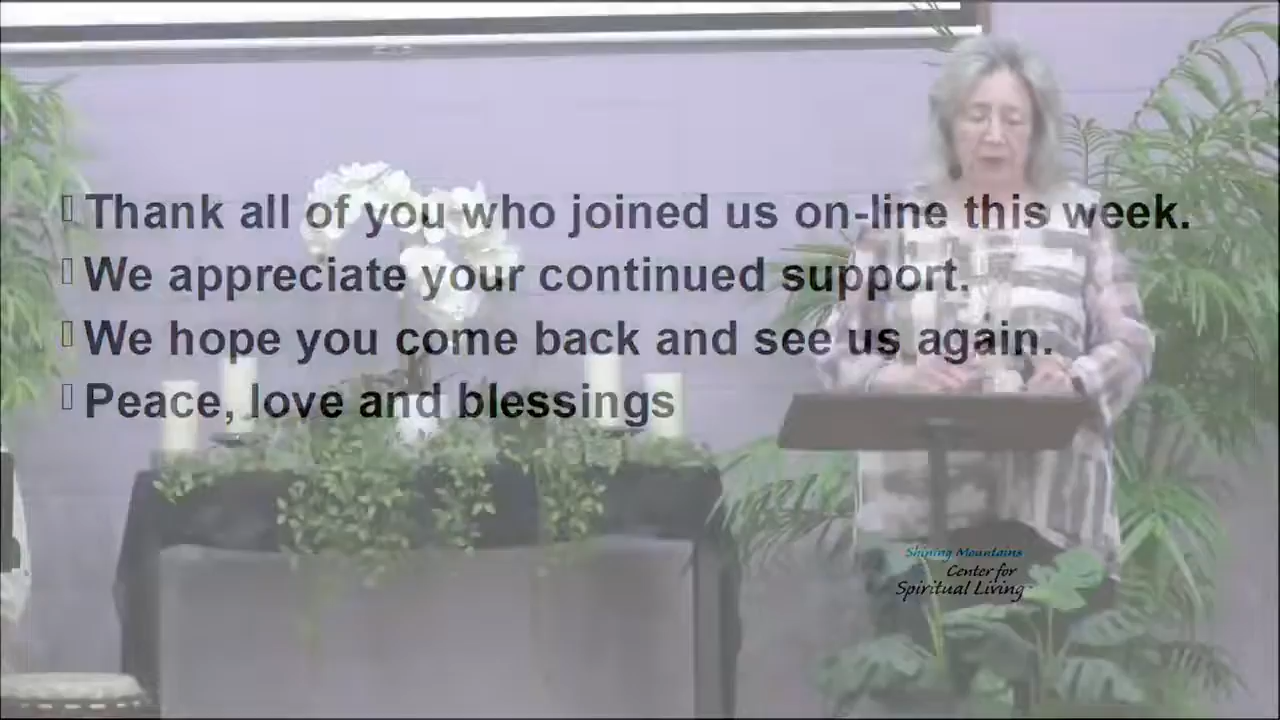 Thank all of you who joined us on-line this week.
We appreciate your continued support.
We hope you come back and see us again.
Peace, love and blessings
Shining Mountains
Center for
Spiritual Living